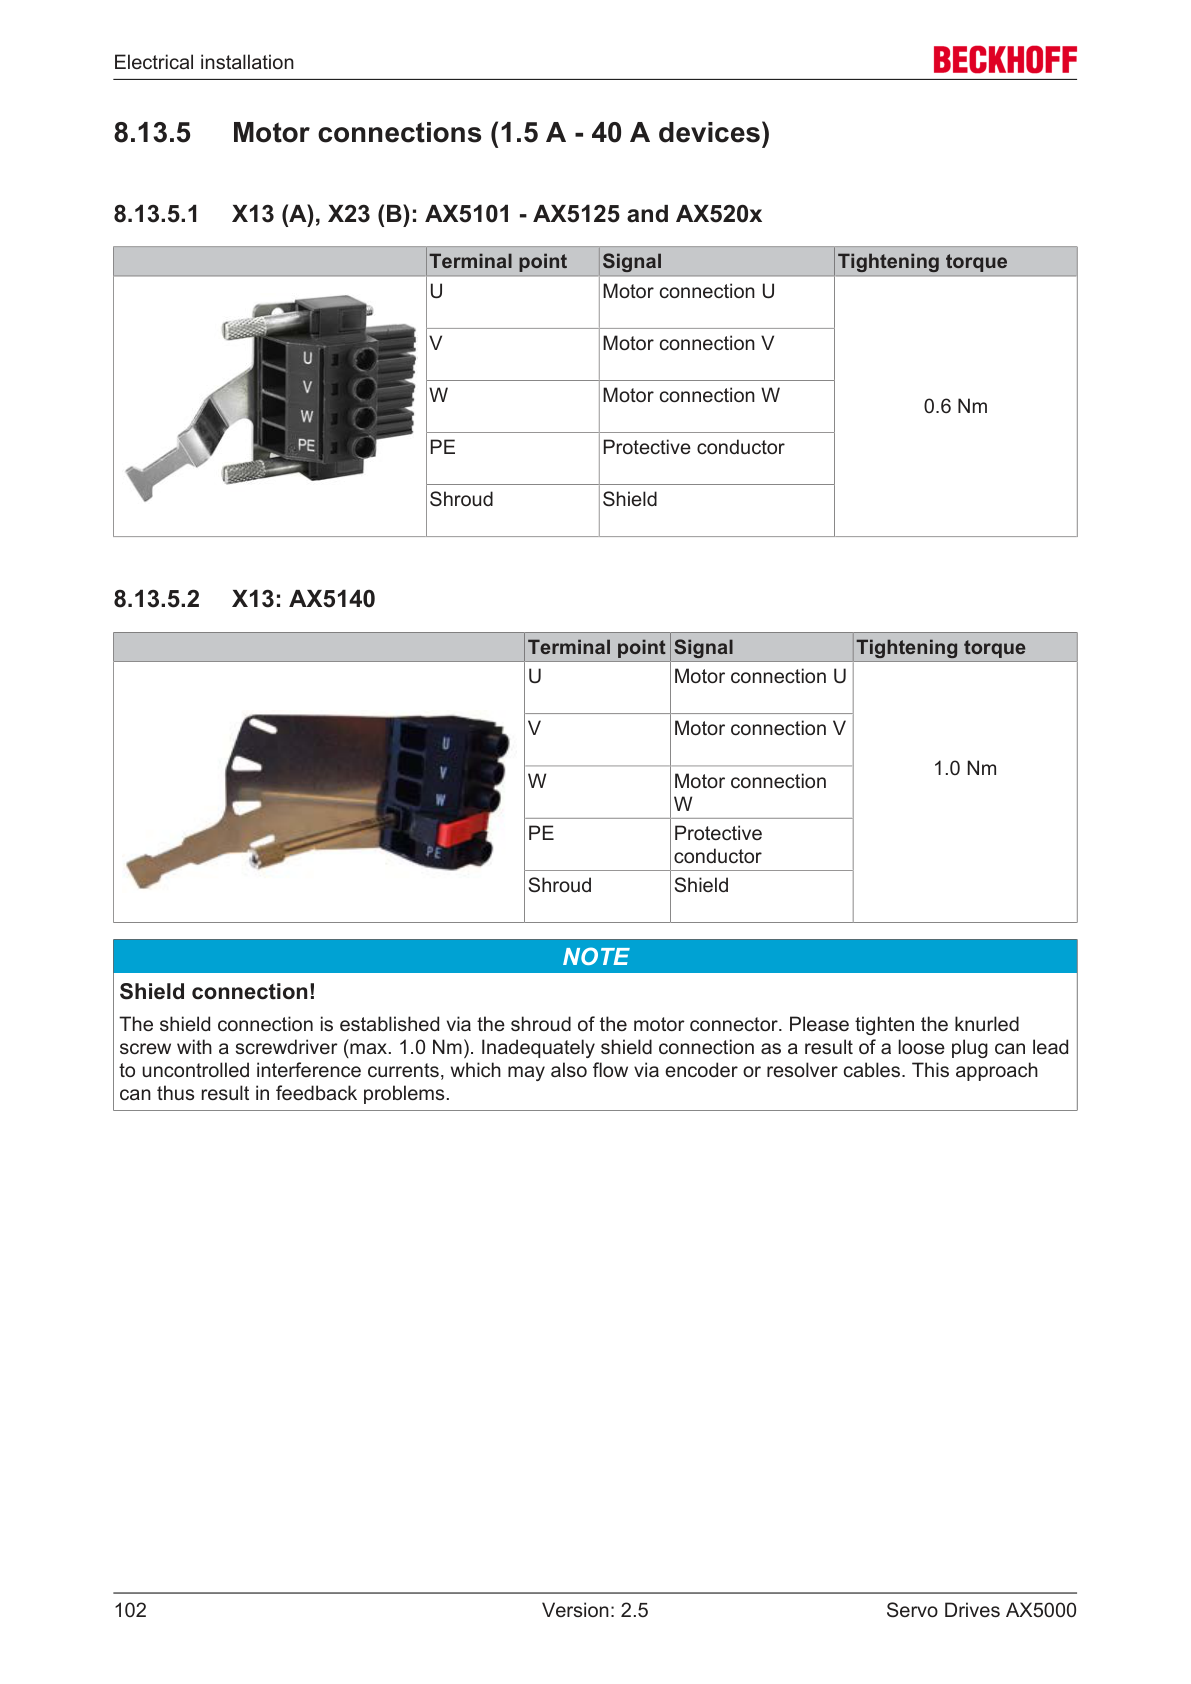 Electrical installation
BECKHOFF
8.13.5 Motor connections (1.5 A - 40 A devices)
8.13.5.1 X13 (A), X23 (B): AX5101 - AX5125 and AX520x
Terminal point Signal Tightening torque
U Motor connection U
V Motor connection V
W Motor connection W
0.6 Nm
PE Protective conductor
Shroud Shield
U
V
W
PE
8.13.5.2 X13: AX5140
Terminal point Signal Tightening torque
U Motor connection U
V Motor connection V
1.0 Nm
W Motor connection
W
PE Protective
conductor
Shroud Shield
U
V
W
PE
NOTE
Shield connection!
The shield connection is established via the shroud of the motor connector. Please tighten the knurled
screw with a screwdriver (max. 1.0 Nm). Inadequately shield connection as a result of a loose plug can lead
to uncontrolled interference currents, which may also flow via encoder or resolver cables. This approach
can thus result in feedback problems.
102 Version: 2.5 Servo Drives AX5000